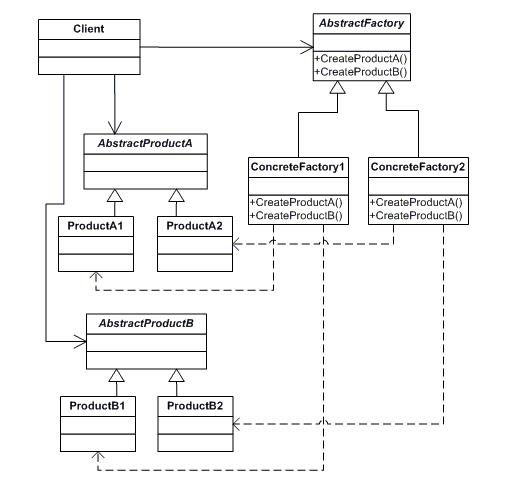 Client
AbstractFactory
+CreateProductA()
+CreateProductB()
AbstractProductA
ConcreteFactory1
+CreateProductA()
+CreateProductB()
ConcreteFactory2
+CreateProductA()
+CreateProductB()
ProductA1
ProductA2
AbstractProductB
ProductB1
ProductB2